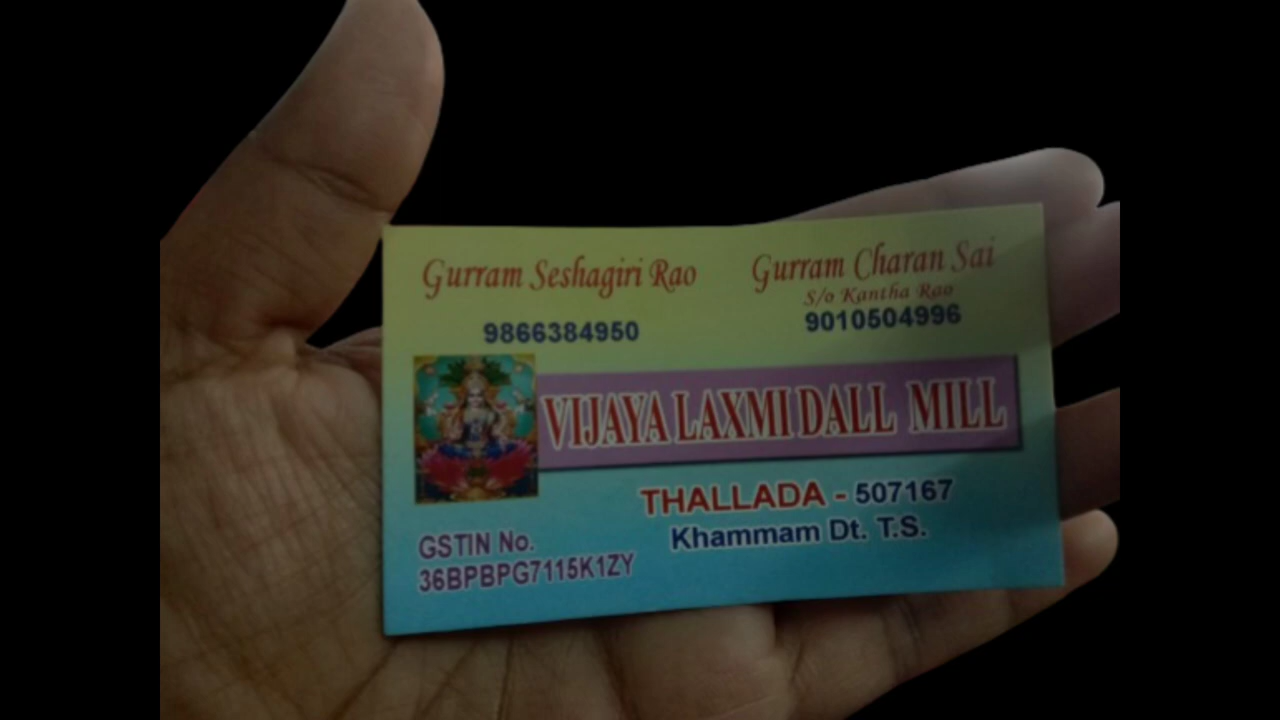 Gurram Seshagiri Rao
9866384950
Gurram Charan Sai
S/o Kantha Rao
9010504996
VIJAYA LAXMI DALL MILL
THALLADA - 507167
Khammam Dt. T.S.
GSTIN No.
36BPBPG7115K1ZY